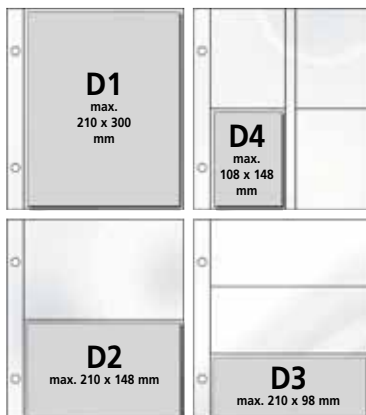 D1
max.
210 x 300
mm
D4
max.
108 x 148
mm
D2
max. 210 x 148 mm
D3
max. 210 x 98 mm